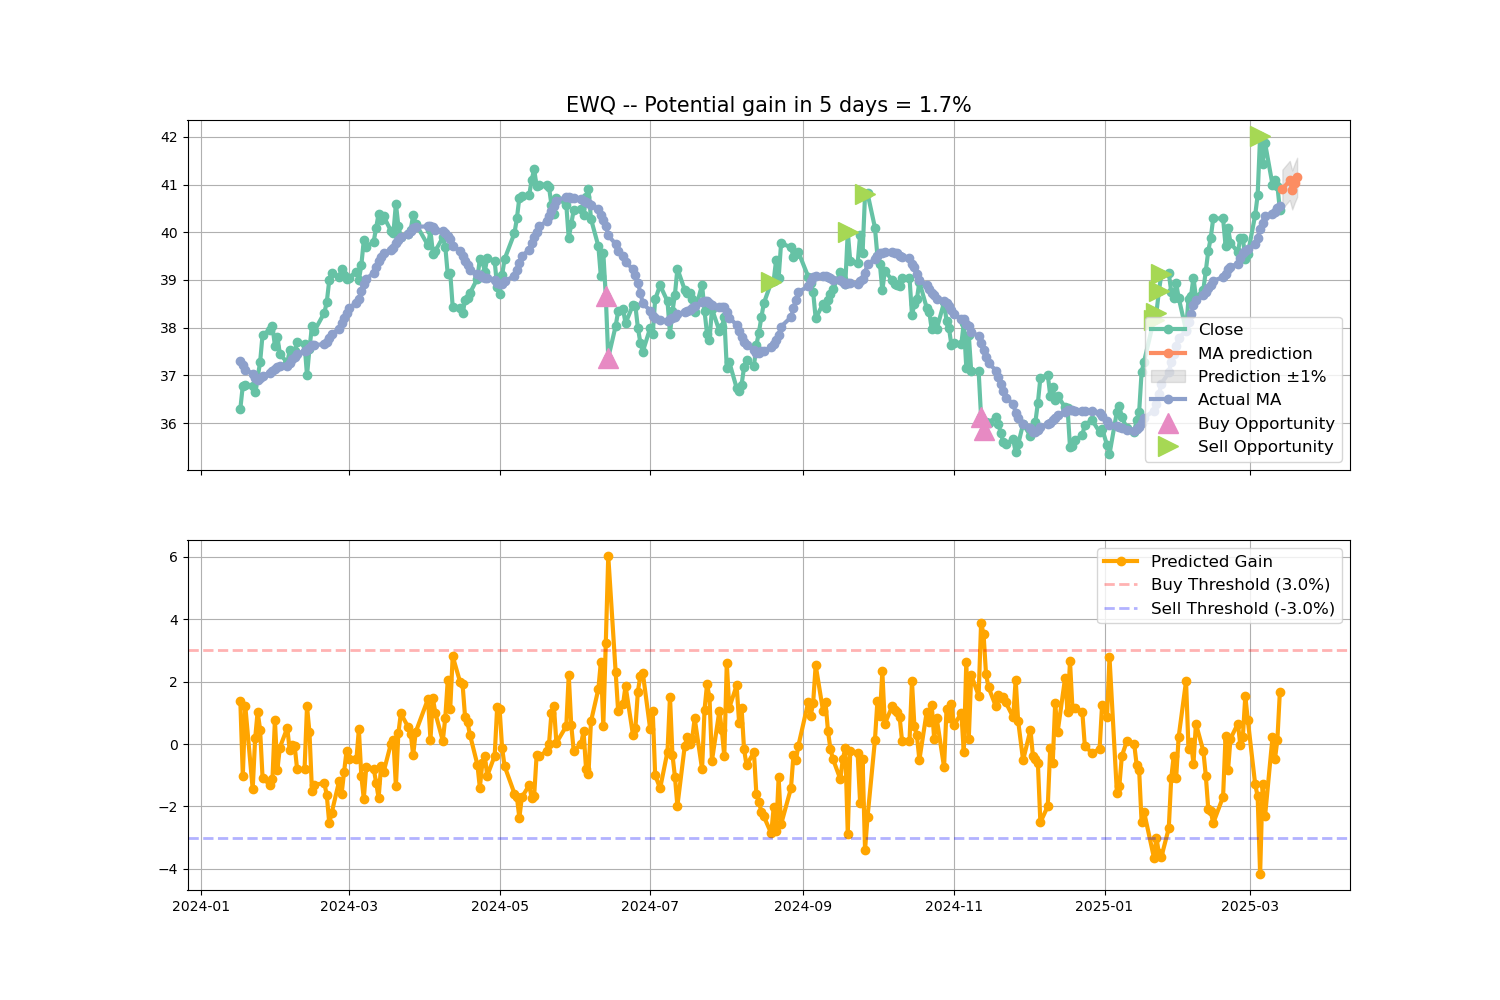 EWQ -- Potential gain in 5 days = 1.7%
42
41
40
39
38
37
36
Close
MA prediction
Prediction ±1%
Actual MA
Buy Opportunity
Sell Opportunity
6
4
2
0
−2
−4
Predicted Gain
Buy Threshold (3.0%)
Sell Threshold (-3.0%)
2024-01 2024-03 2024-05 2024-07 2024-09 2024-11 2025-01 2025-03